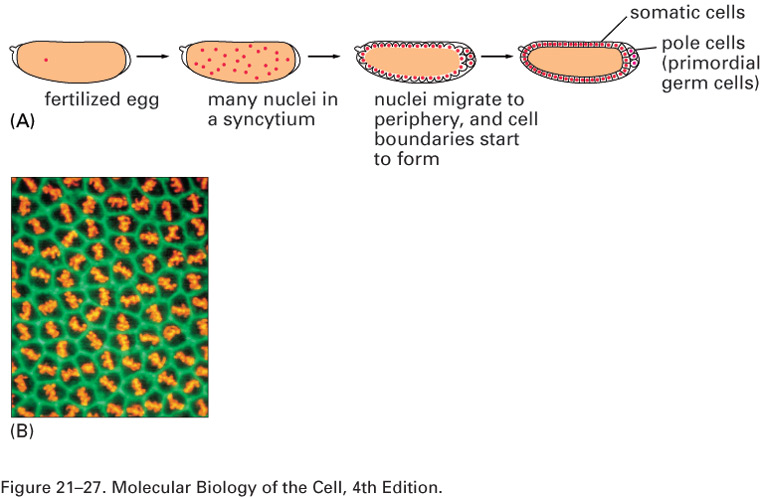 somatic cells
pole cells
(primordial
germ cells)
fertilized egg
many nuclei in
a syncytium
nuclei migrate to
periphery, and cell
boundaries start
to form
(A)
(B)
Figure 21–27. Molecular Biology of the Cell, 4th Edition.